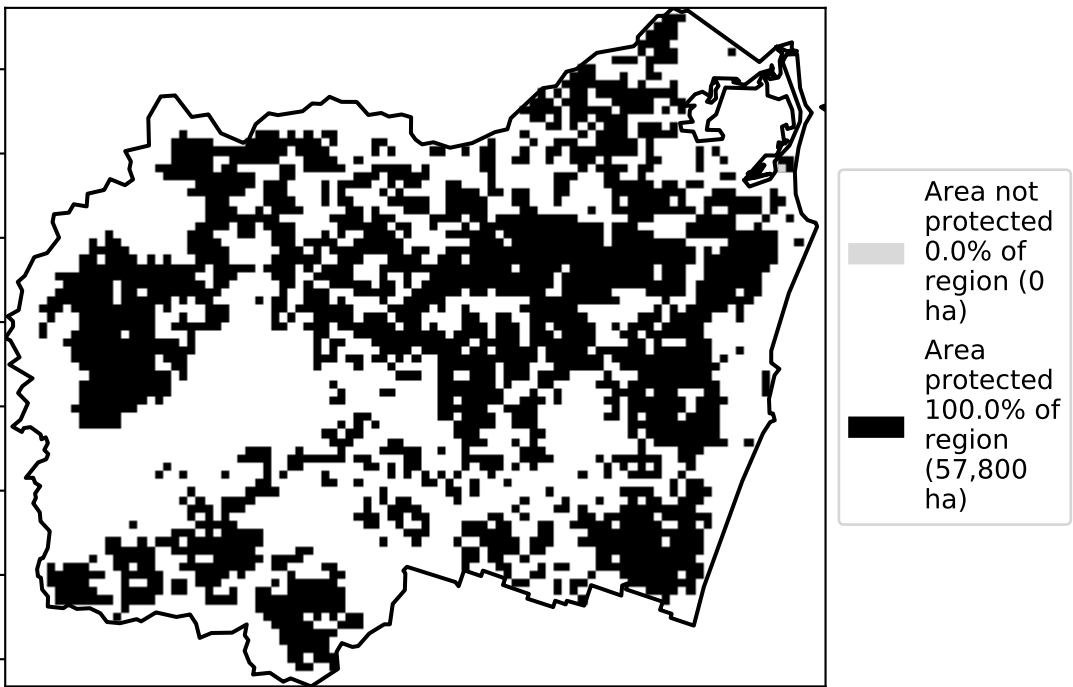 Area not
protected
0.0% of
region (0
ha)
Area
protected
100.0% of
region
(57,800
ha)